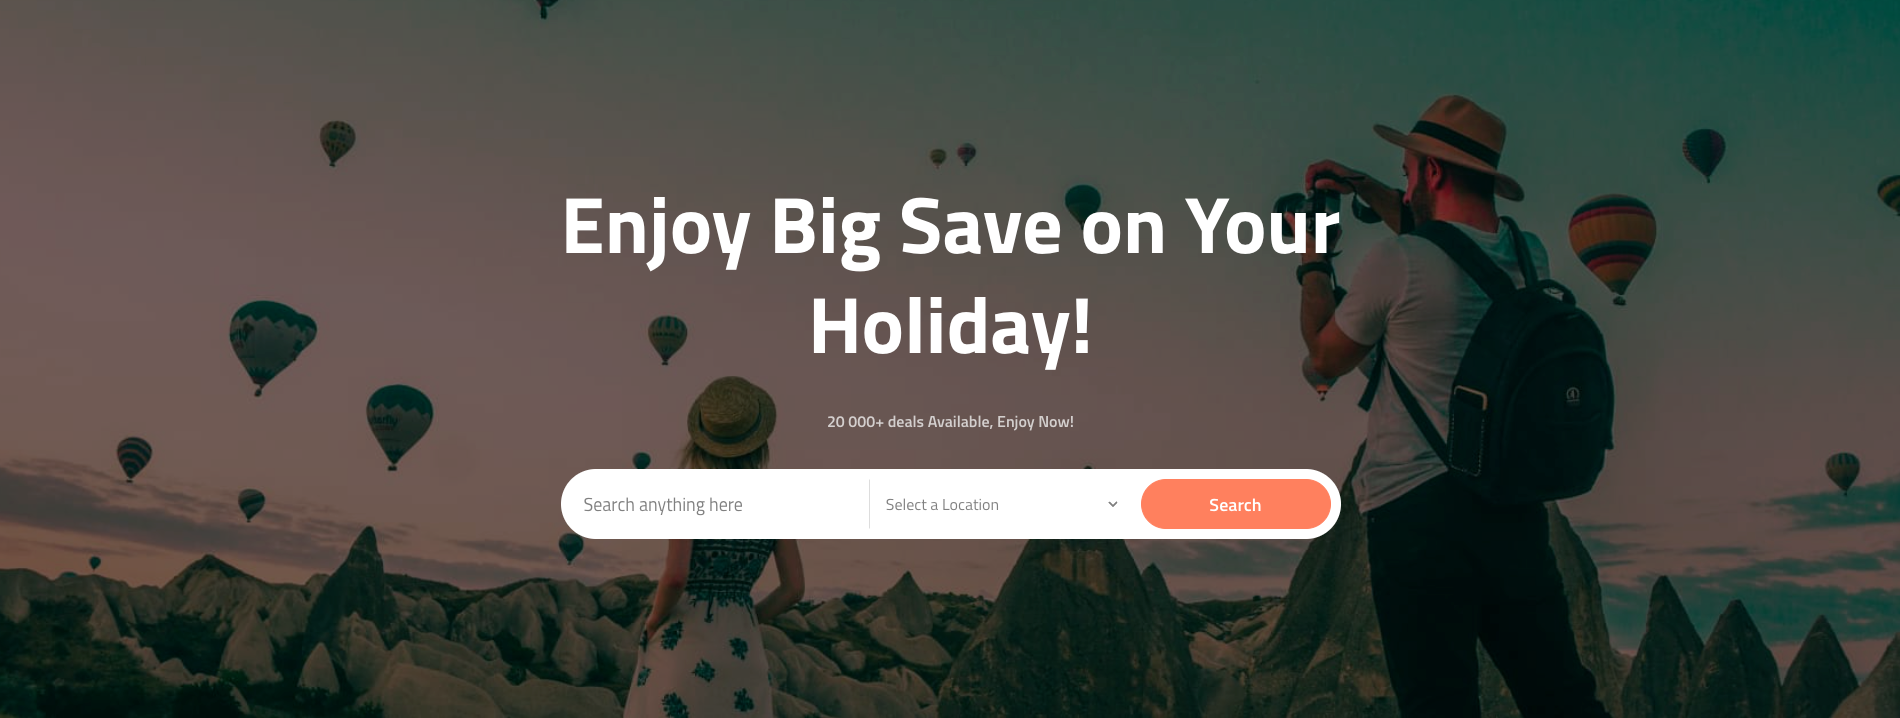 Enjoy Big Save on Your
Holiday!
20 000+ deals Available, Enjoy Now!
Search anything here
Select a Location
Search